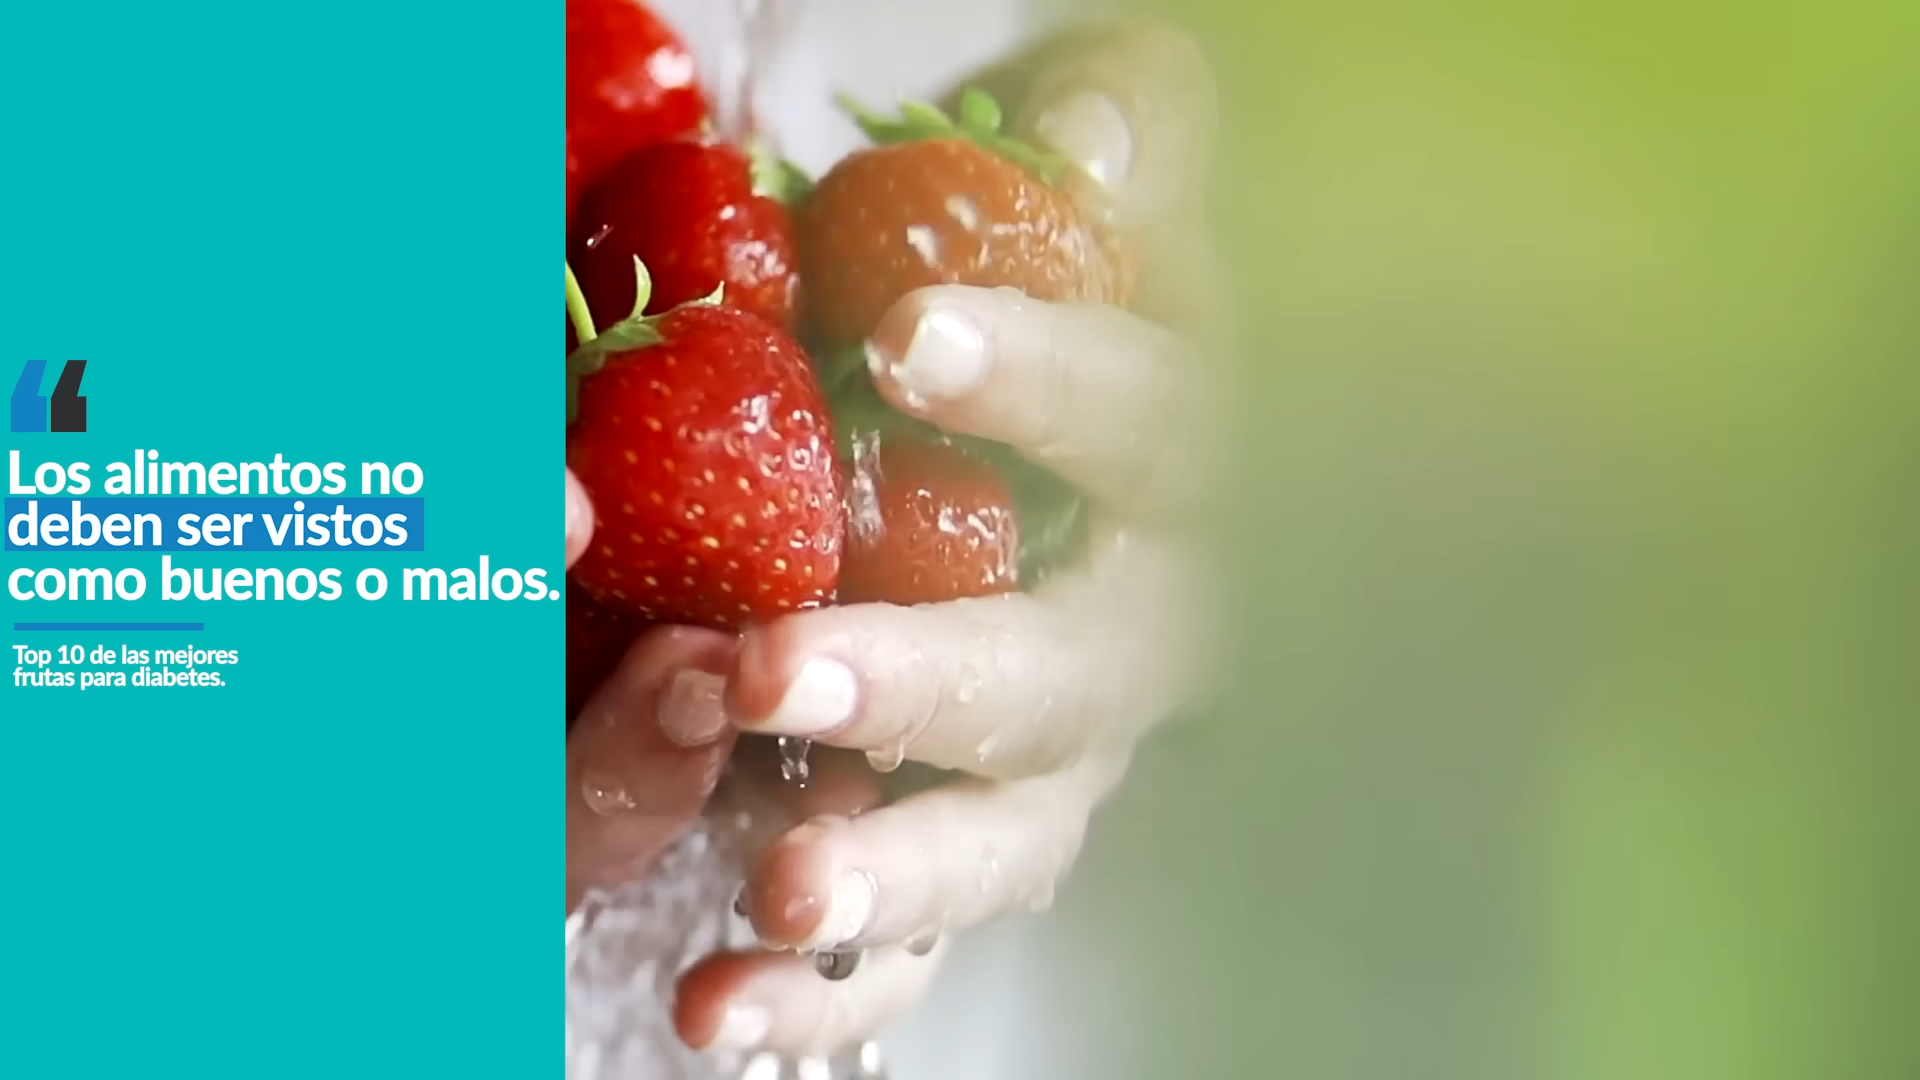 Los alimentos no
deben ser vistos
como buenos o malos.
Top 10 de las mejores
frutas para diabetes.